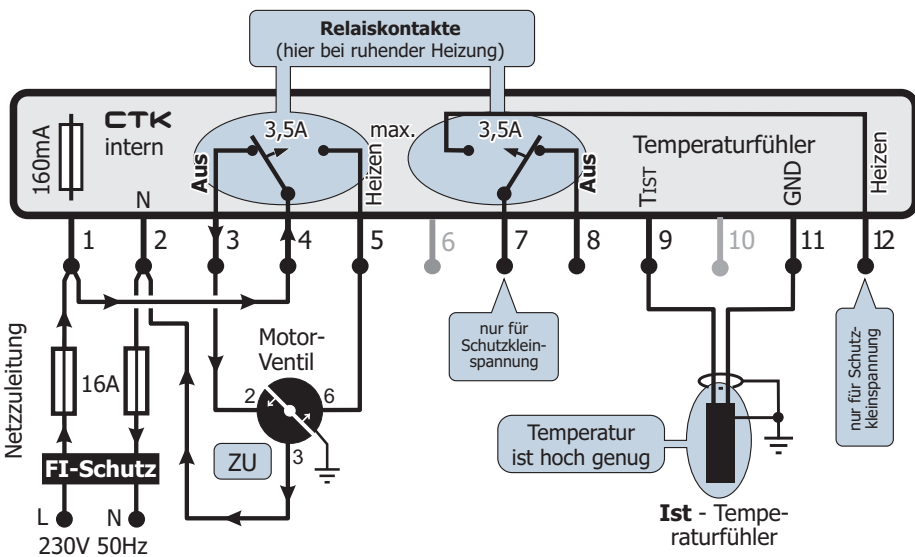 Relaiskontakte
(hier bei ruhender Heizung)
CTK
intern
160mA
N
3,5A
Aus
Heizen
max.
3,5A
Aus
Temperaturfühler
TIST
GND
Heizen
1
2
3
4
5
6
7
8
9
10
11
12
nur für
Schutzklein-
spannung
nur für Schutz-
kleinspannung
Netzzuleitung
16A
Motor-
Ventil
2
6
3
ZU
FI-Schutz
L
N
230V 50Hz
Temperatur
ist hoch genug
Ist - Tempe-
raturfühler